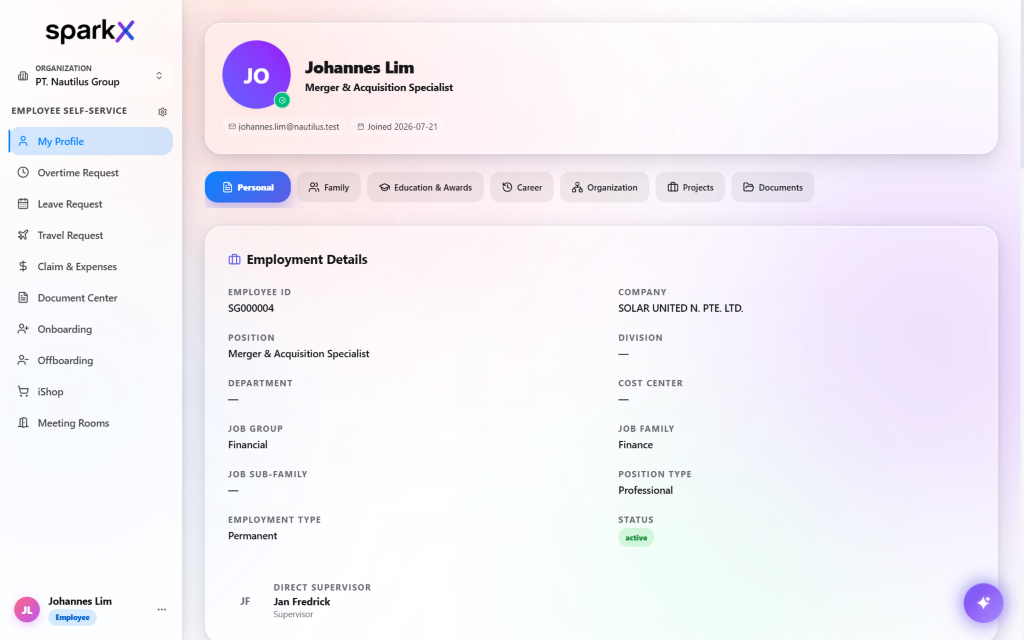 sparkX
ORGANIZATION
PT. Nautilus Group
EMPLOYEE SELF-SERVICE
My Profile
Overtime Request
Leave Request
Travel Request
Claim & Expenses
Document Center
Onboarding
Offboarding
iShop
Meeting Rooms
JL
Johannes Lim
Employee
JO
Johannes Lim
Merger & Acquisition Specialist
johannes.lim@nautilus.test
Joined 2026-07-21
Personal
Family
Education & Awards
Career
Organization
Projects
Documents
Employment Details
EMPLOYEE ID
SG000004
COMPANY
SOLAR UNITED N. PTE. LTD.
POSITION
Merger & Acquisition Specialist
DIVISION
—
DEPARTMENT
—
COST CENTER
—
JOB GROUP
Financial
JOB FAMILY
Finance
JOB SUB-FAMILY
—
POSITION TYPE
Professional
EMPLOYMENT TYPE
Permanent
STATUS
active
JF
DIRECT SUPERVISOR
Jan Fredrick
Supervisor